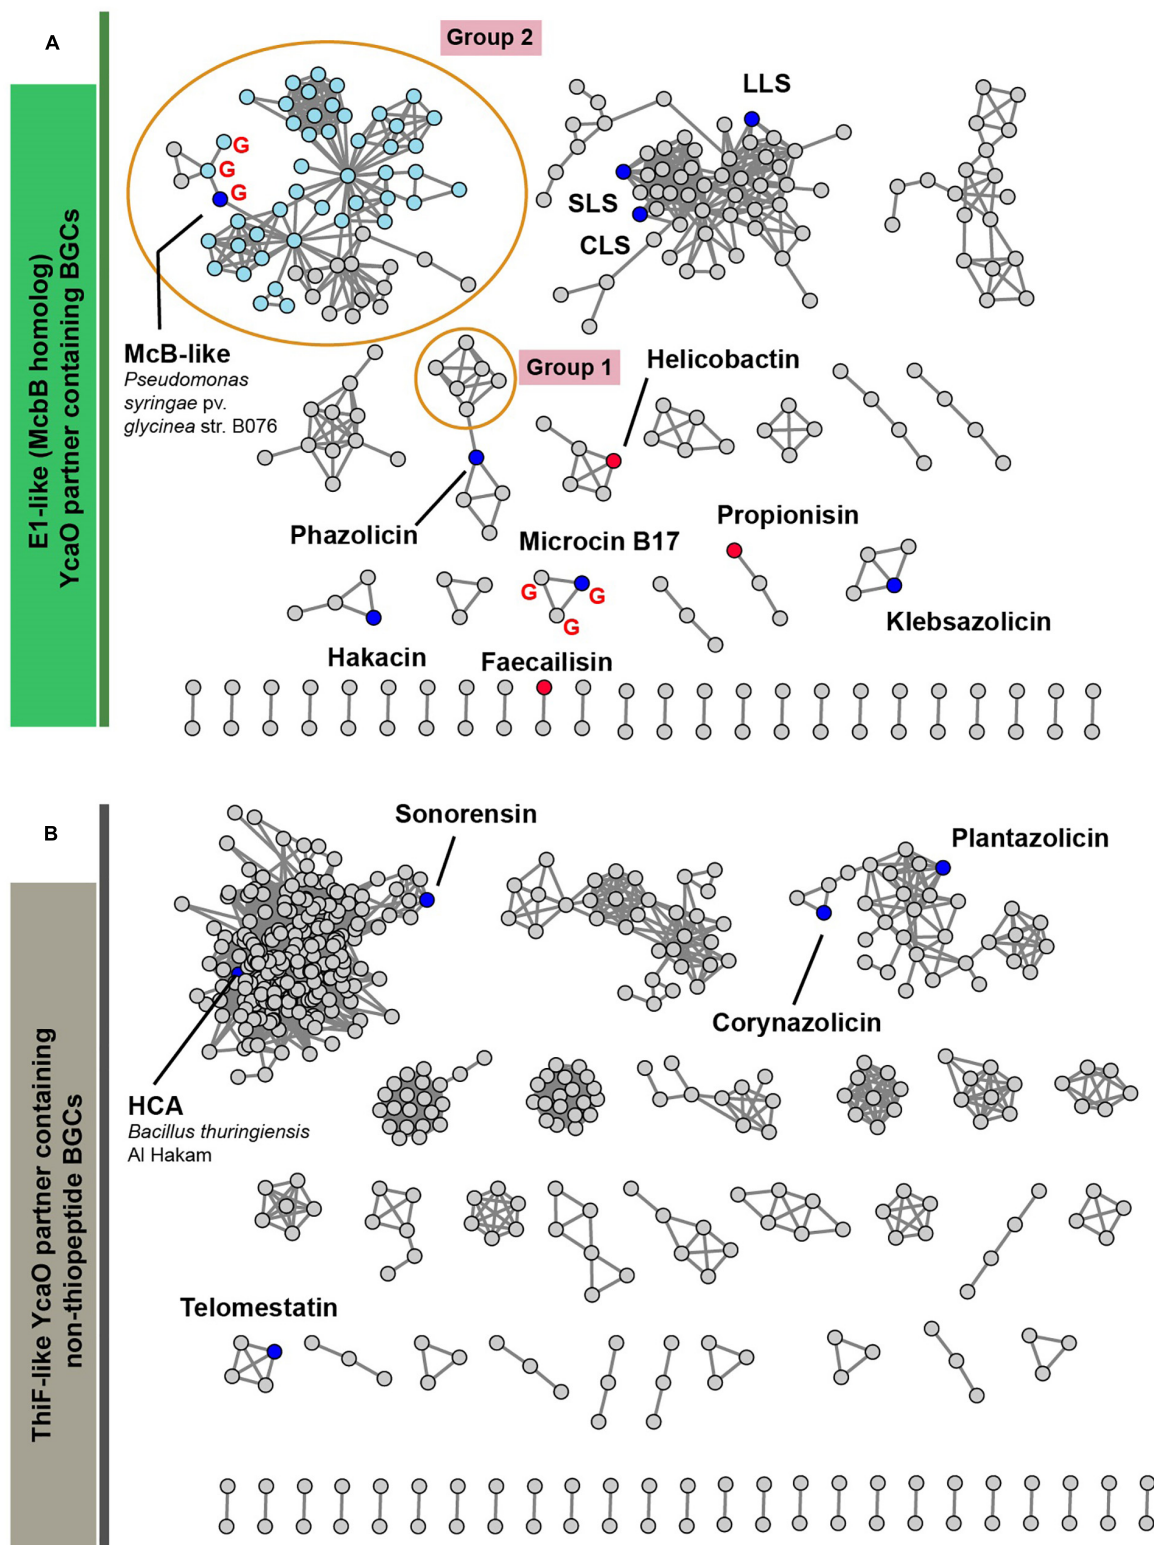 A
Group 2
LLS
G
G
G
SLS
CLS
McB-like
Pseudomonas
syringae pv.
glycinea str. B076
Group 1
Helicobactin
Phazolicin
Microcin B17
Propionisin
G
G
G
Klebsazolicin
Hakacin
Faecailisin
E1-like (McbB homolog)
YcaO partner containing BGCs
B
Sonorensin
Plantazolicin
Corynazolicin
HCA
Bacillus thuringiensis
Al Hakam
Telomestatin
ThiF-like YcaO partner containing
non-thiopeptide BGCs